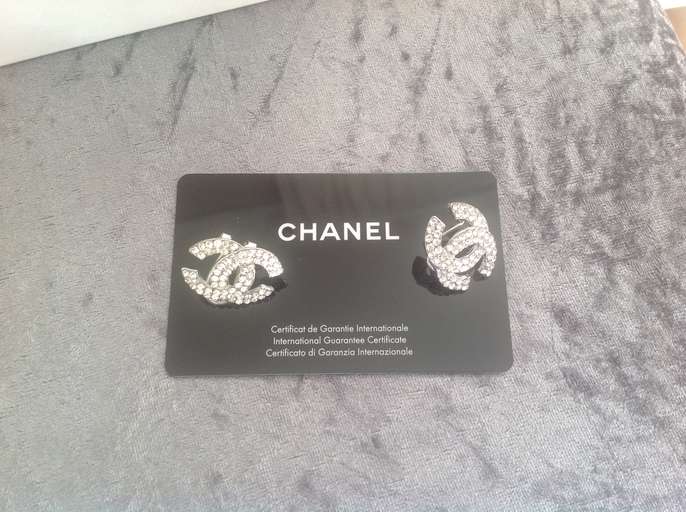 CHANEL
Certificat de Garantie Internationale
International Guarantee Certificate
Certificato di Garanzia Internazionale